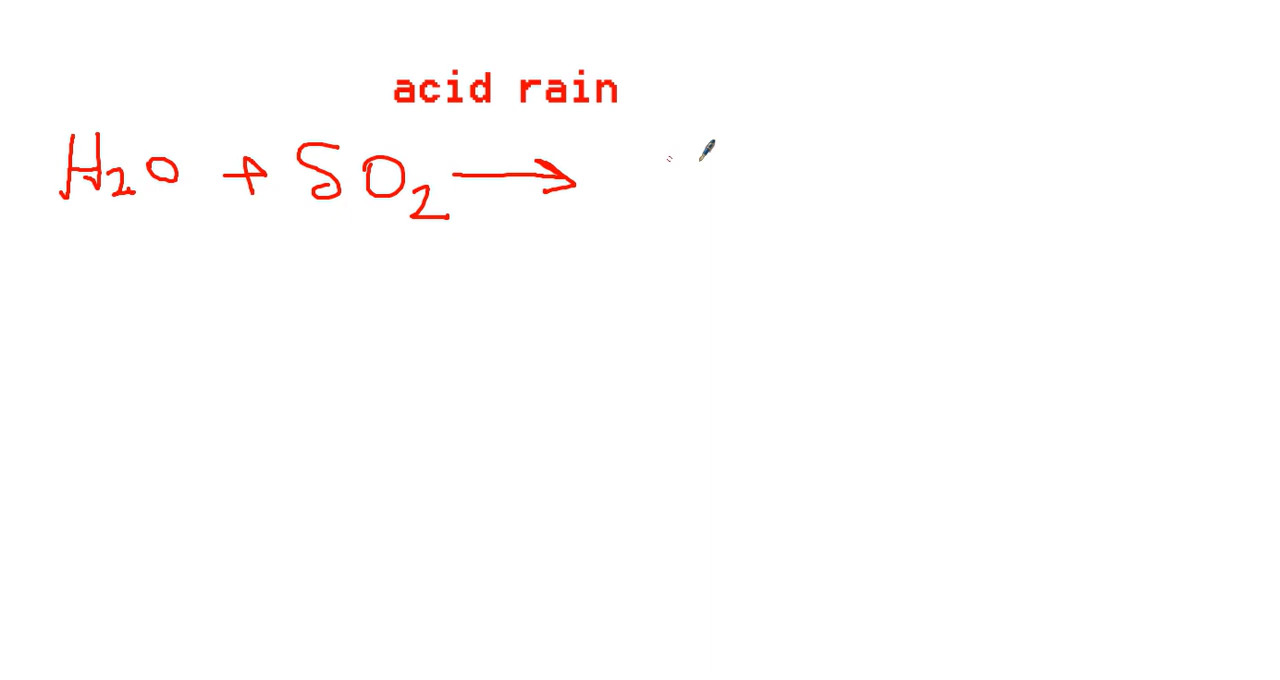 acid rain
H₂O + SO₂ →